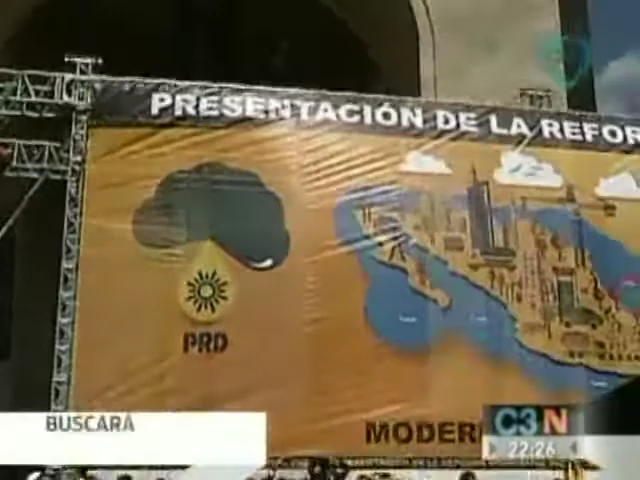 PRESENTACIÓN DE LA REFOR
PRD
MODER
BUSCARÁ
C3N
22:26